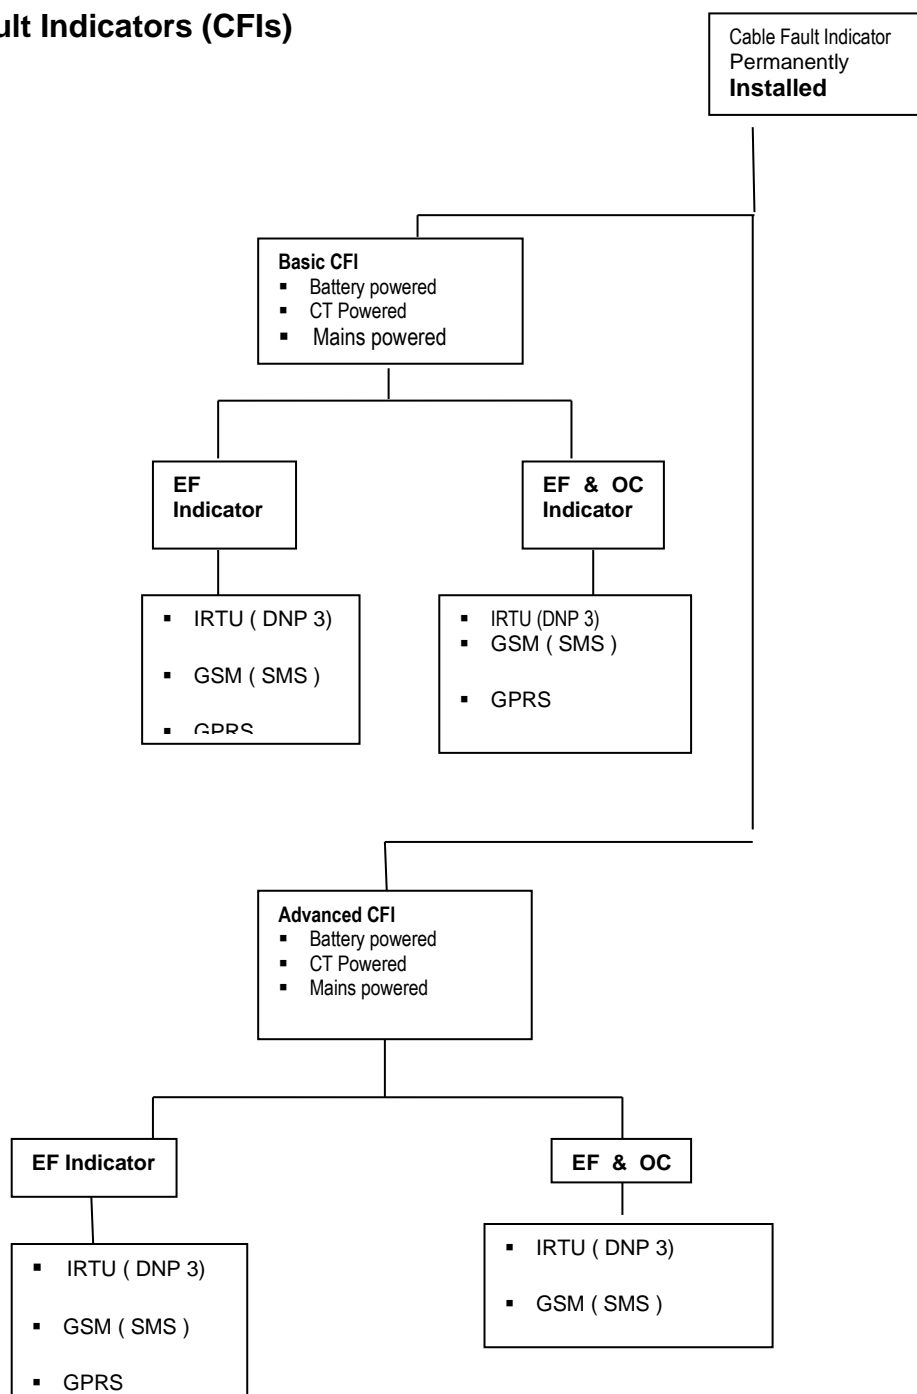 ult Indicators (CFIs)
Cable Fault Indicator
Permanently
Installed
Basic CFI
▪ Battery powered
▪ CT Powered
▪ Mains powered
EF
Indicator
EF & OC
Indicator
▪ IRTU ( DNP 3)
▪ GSM ( SMS )
▪ GPRS
▪ IRTU (DNP 3)
▪ GSM ( SMS )
▪ GPRS
Advanced CFI
▪ Battery powered
▪ CT Powered
▪ Mains powered
EF Indicator
EF & OC
▪ IRTU ( DNP 3)
▪ GSM ( SMS )
▪ GPRS
▪ IRTU ( DNP 3)
▪ GSM ( SMS )